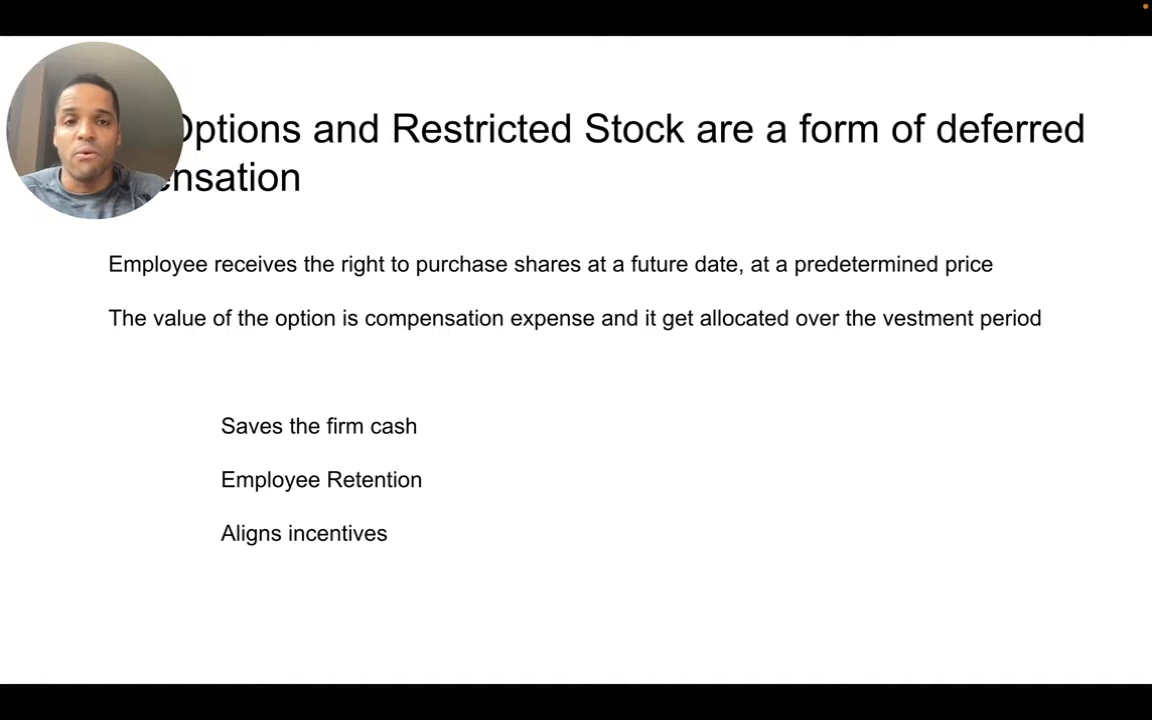 Options and Restricted Stock are a form of deferred
Employee receives the right to purchase shares at a future date, at a predetermined price
The value of the option is compensation expense and it get allocated over the vestment period
Saves the firm cash
Employee Retention
Aligns incentives